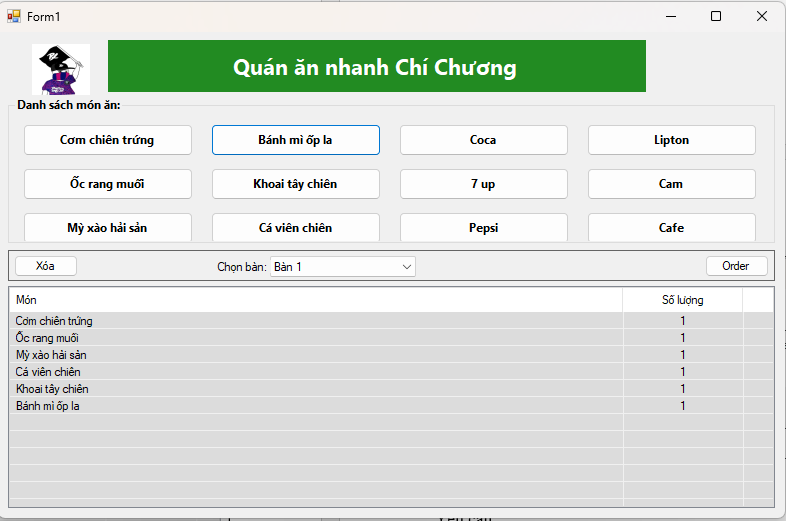 Form1
Quán ăn nhanh Chí Chương
Danh sách món ăn:
Cơm chiên trứng Bánh mì ốp la Coca Lipton
Ốc rang muối Khoai tây chiên 7 up Cam
Mỳ xào hải sản Cá viên chiên Pepsi Cafe
Xóa Chọn bàn: Bàn 1 Order
Món Số lượng
Cơm chiên trứng 1
Ốc rang muối 1
Mỳ xào hải sản 1
Cá viên chiên 1
Khoai tây chiên 1
Bánh mì ốp la 1